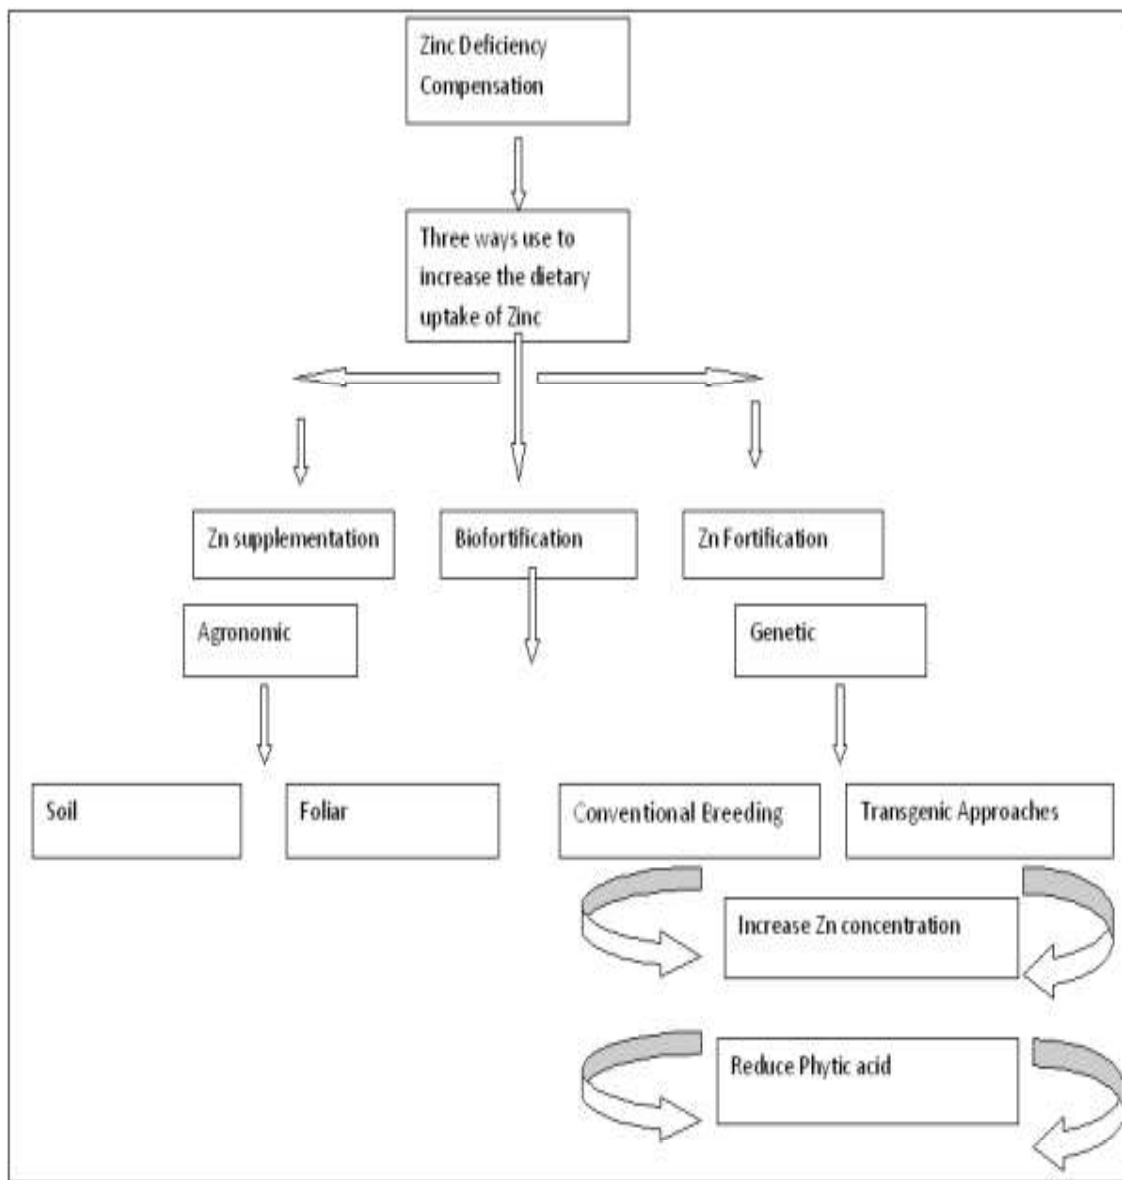 Zinc Deficiency
Compensation
Three ways use to
increase the dietary
uptake of Zinc
Zn supplementation
Biofortification
Zn Fortification
Agronomic
Genetic
Soil
Foliar
Conventional Breeding
Transgenic Approaches
Increase Zn concentration
Reduce Phytic acid